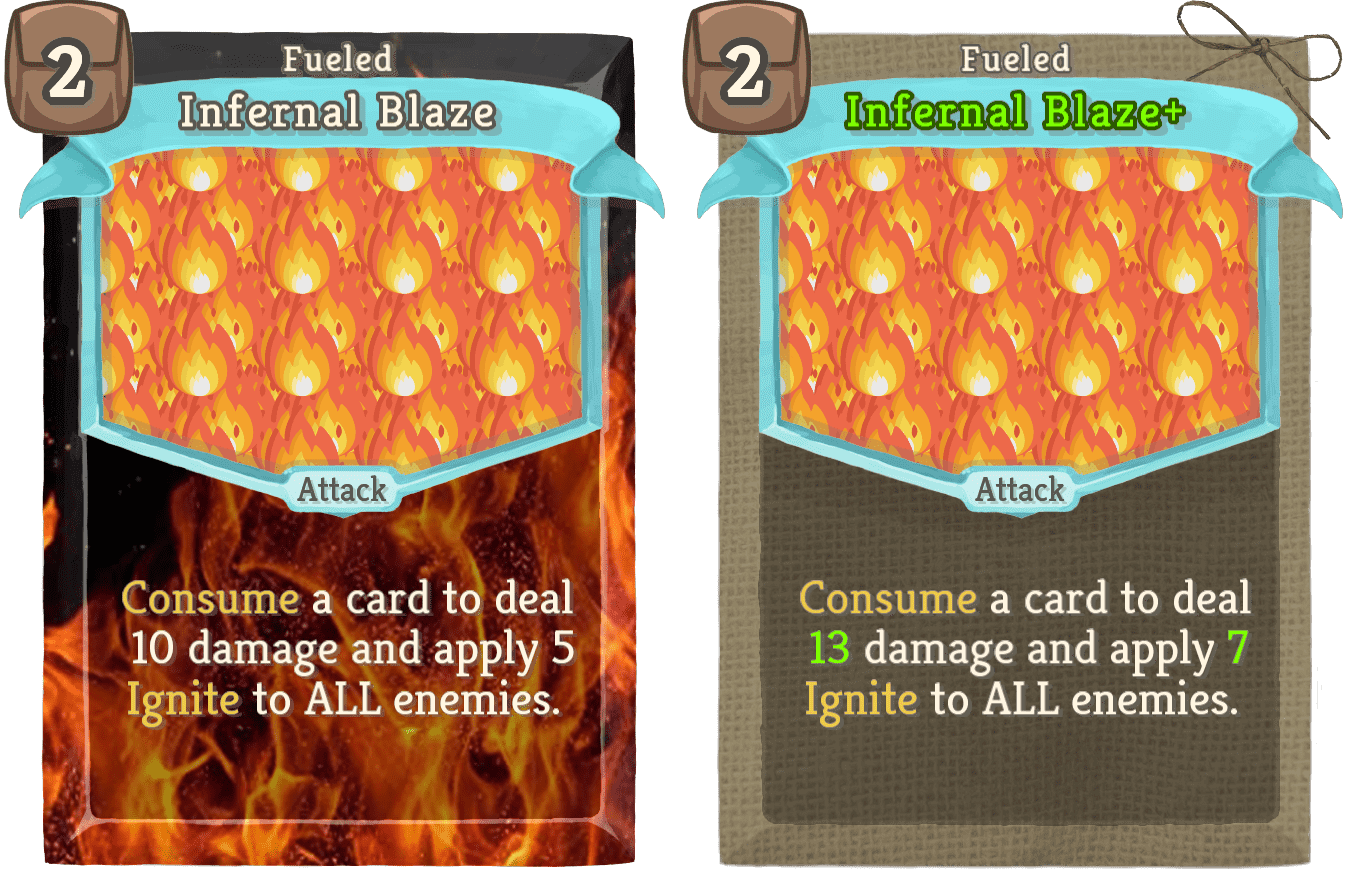 2
Fueled
Infernal Blaze
Attack
Consume a card to deal
10 damage and apply 5
Ignite to ALL enemies.
2
Fueled
Infernal Blaze+
Attack
Consume a card to deal
13 damage and apply 7
Ignite to ALL enemies.